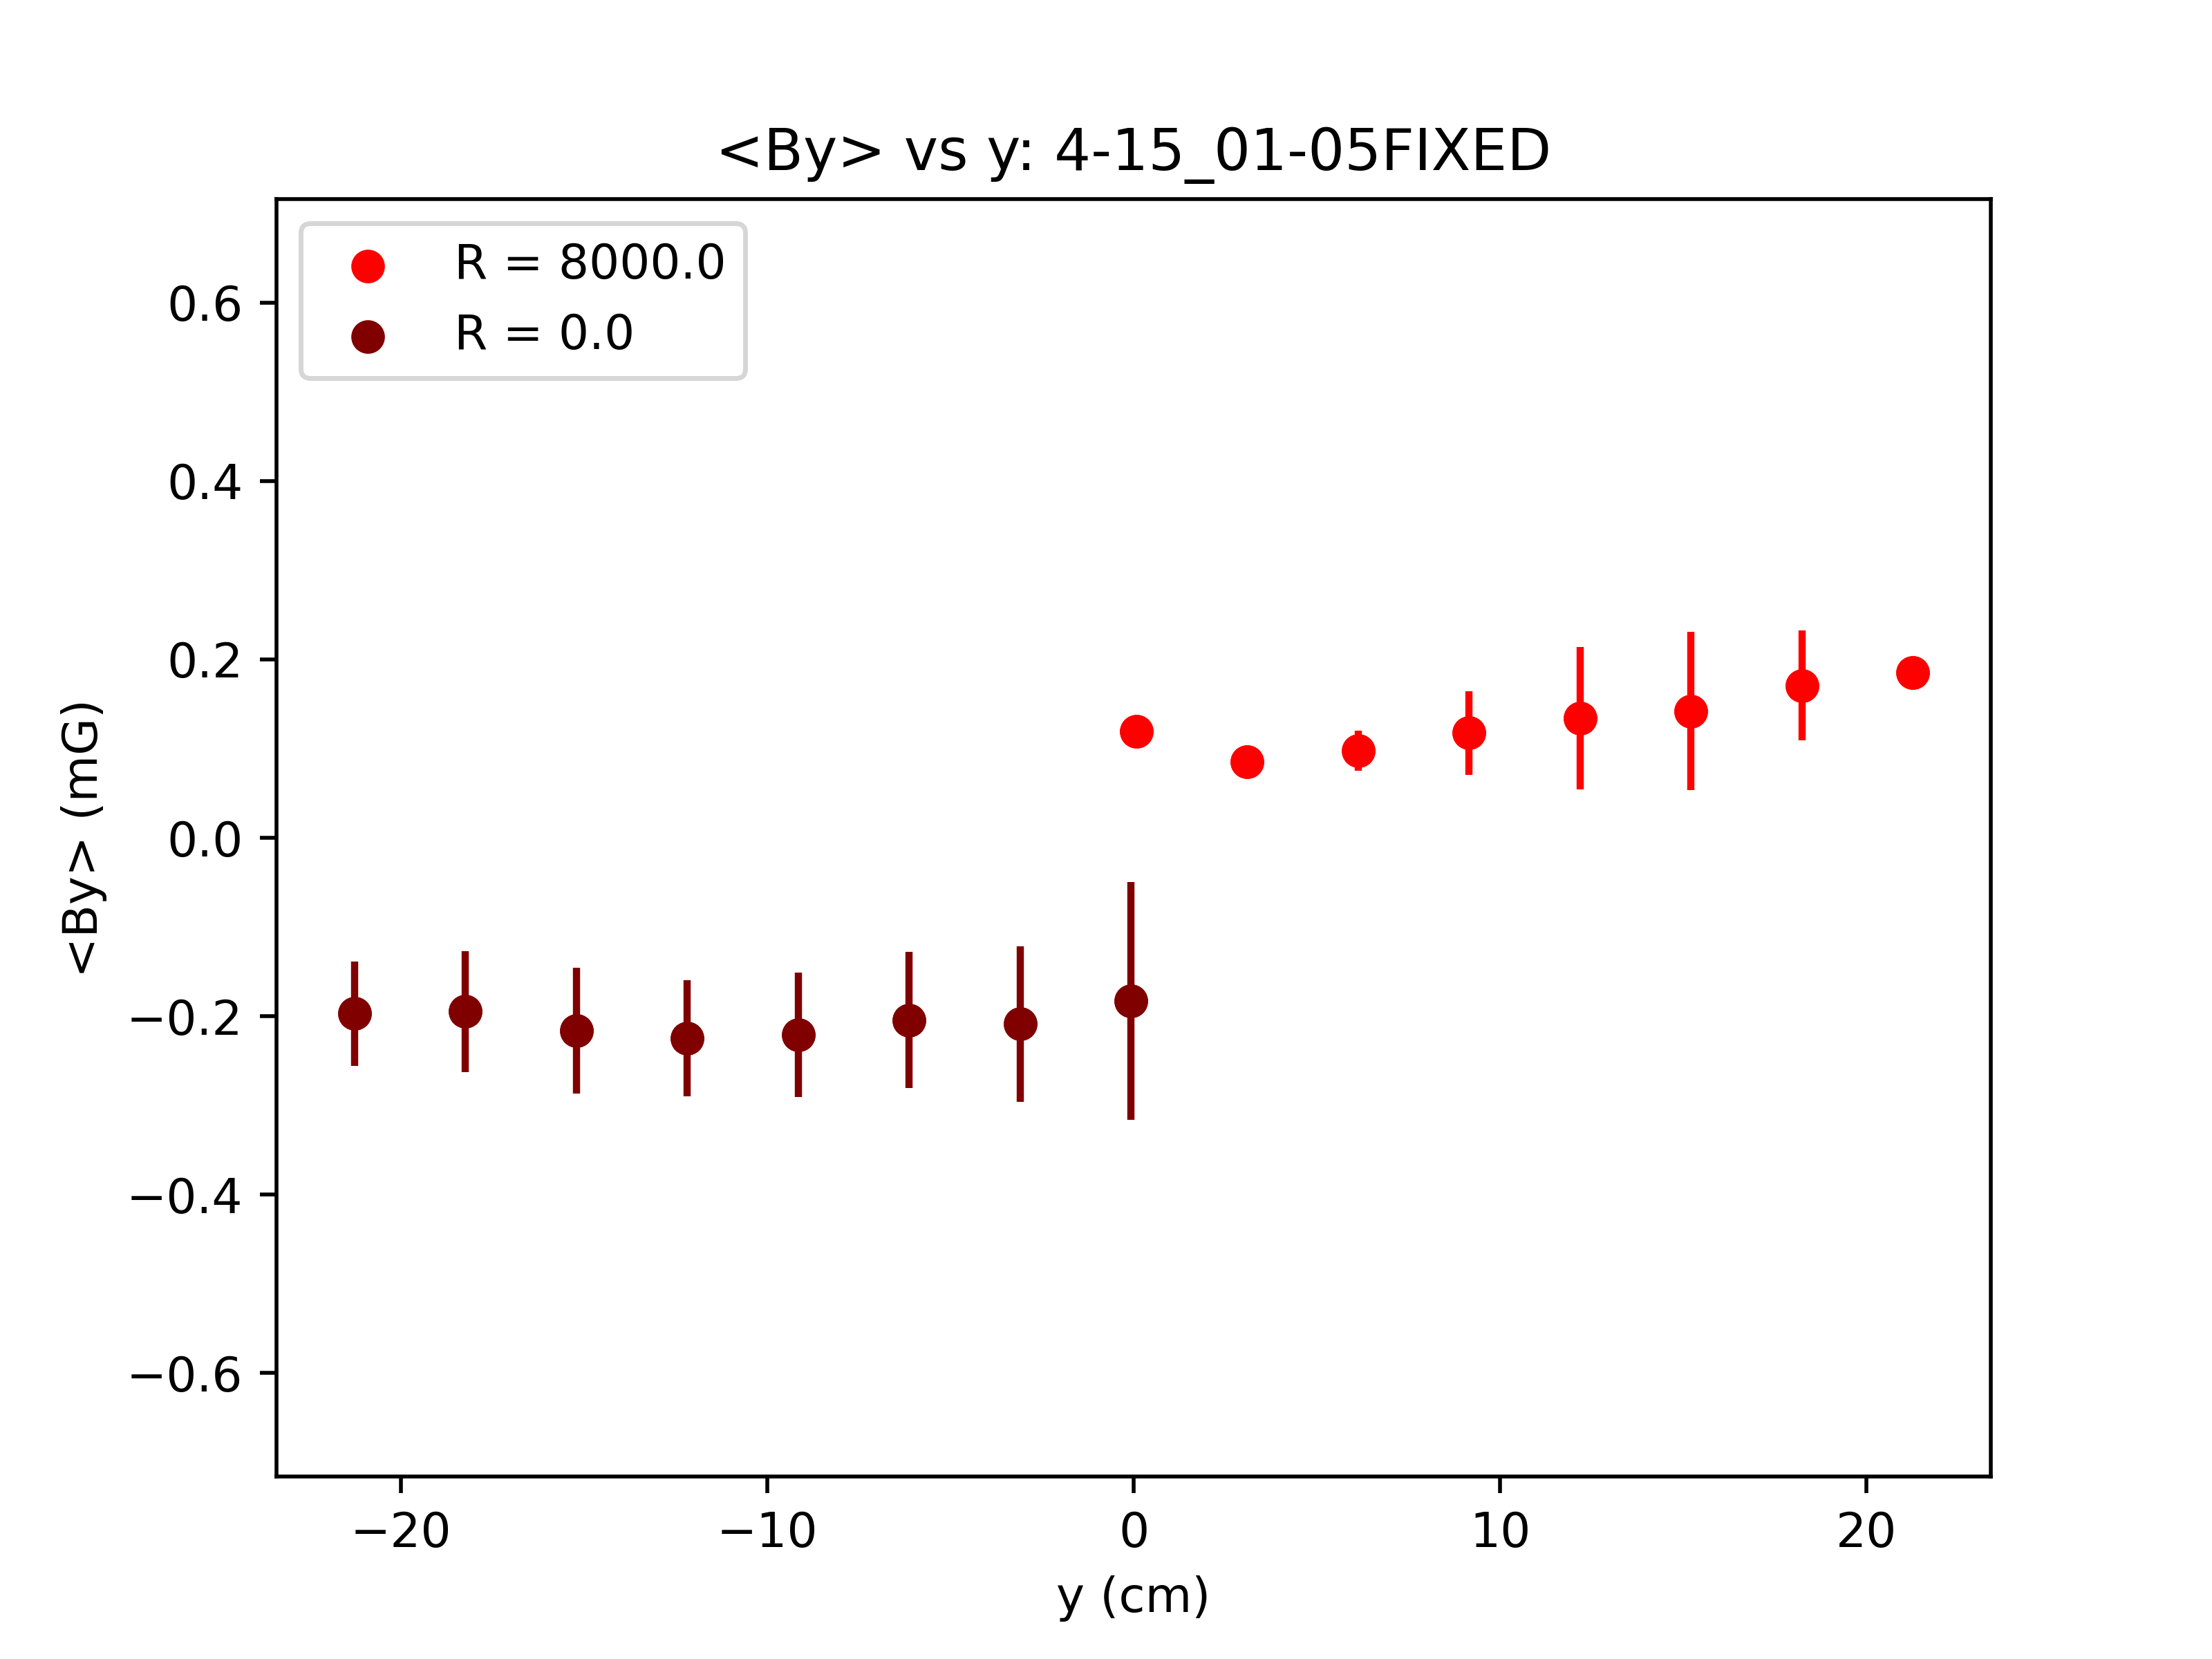 <By> vs y: 4-15_01-05FIXED
R = 8000.0
R = 0.0
0.6
0.4
0.2
0.0
−0.2
−0.4
−0.6
<By> (mG)
−20 −10 0 10 20
y (cm)